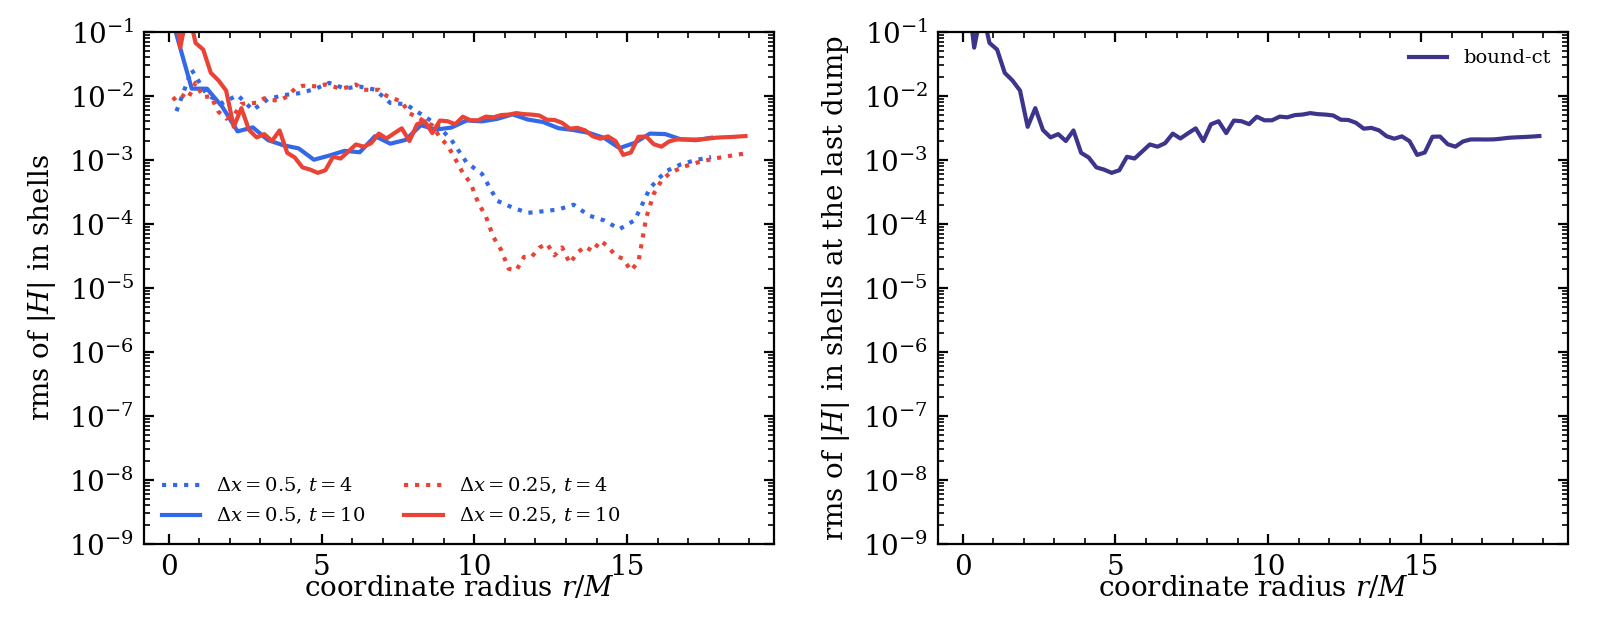 rms of |H| in shells
10⁻¹
10⁻²
10⁻³
10⁻⁴
10⁻⁵
10⁻⁶
10⁻⁷
10⁻⁸
10⁻⁹
Δx = 0.5, t = 4
Δx = 0.25, t = 4
Δx = 0.5, t = 10
Δx = 0.25, t = 10
0 5 10 15
coordinate radius r/M
rms of |H| in shells at the last dump
10⁻¹
10⁻²
10⁻³
10⁻⁴
10⁻⁵
10⁻⁶
10⁻⁷
10⁻⁸
10⁻⁹
bound-ct
0 5 10 15
coordinate radius r/M